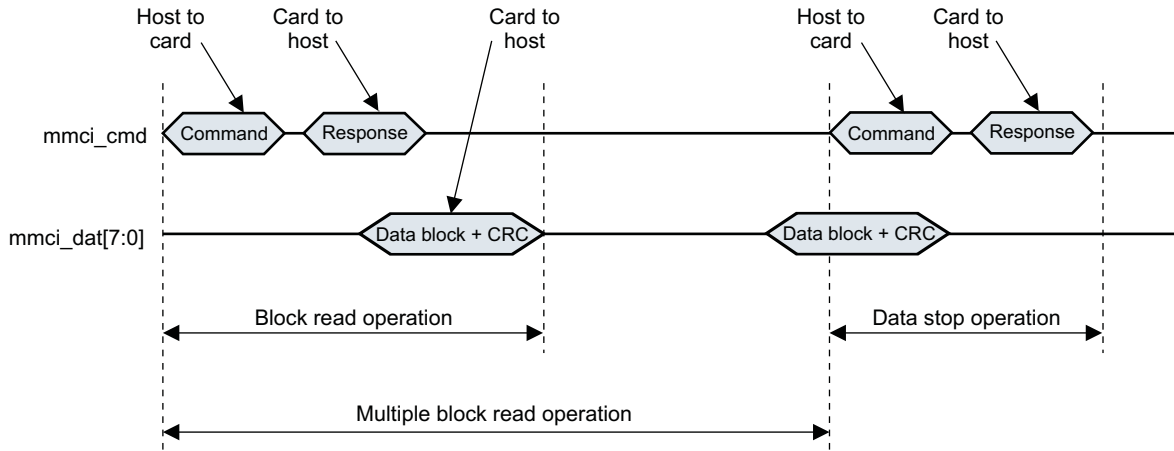 Host to
card
Card to
host
Card to
host
Host to
card
Card to
host
mmci_cmd
Command
Response
Command
Response
mmci_dat[7:0]
Data block + CRC
Data block + CRC
Block read operation
Data stop operation
Multiple block read operation